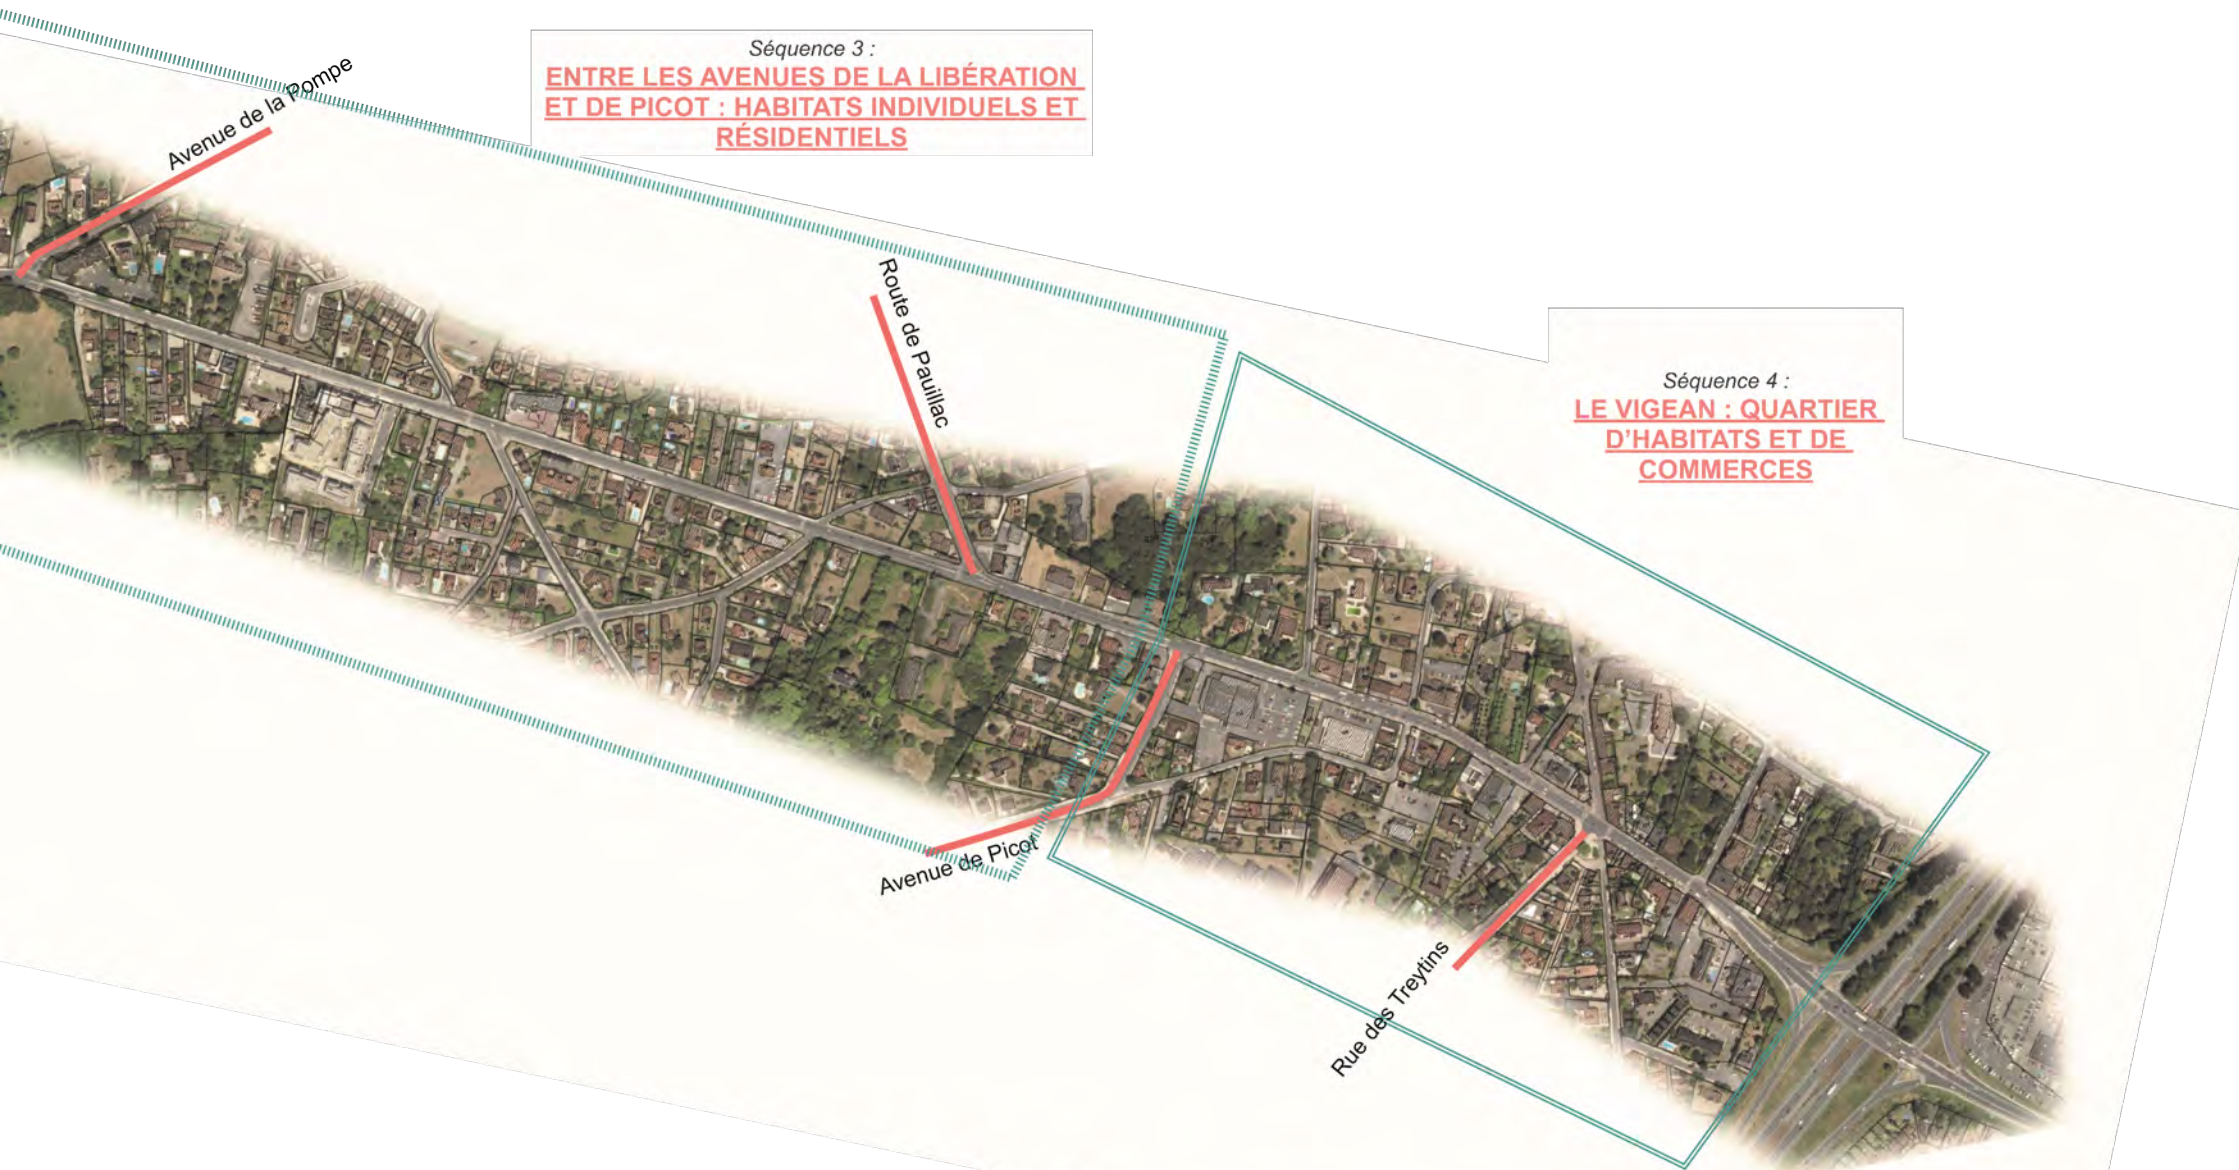 Séquence 3 :
ENTRE LES AVENUES DE LA LIBÉRATION
ET DE PICOT : HABITATS INDIVIDUELS ET
RÉSIDENTIELS
Avenue de la Pompe
Route de Pauillac
Séquence 4 :
LE VIGEAN : QUARTIER
D'HABITATS ET DE
COMMERCES
Avenue de Picot
Rue des Treytins